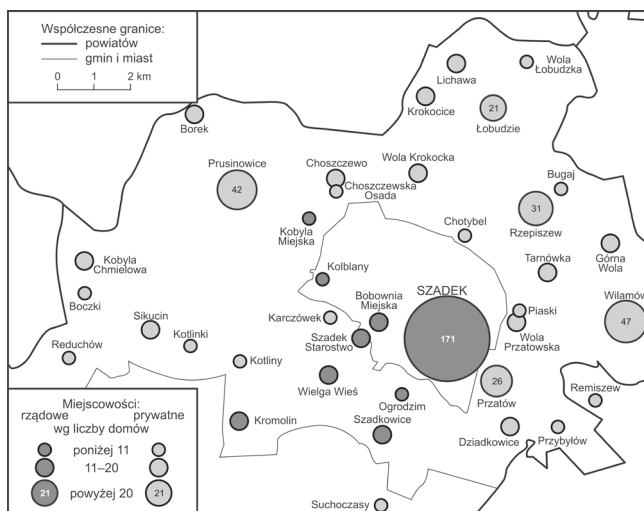 Współczesne granice:
powiatów
gmin i miast
0 1 2 km
Wola
Łobudzka
Lichawa
Krokocice
21
Łobudzie
Borek
Prusinowice
42
Choszczewo
Wola Krokocka
Choszczewska
Osada
Bugaj
31
Rzepiszew
Kobyla
Miejska
Chotybel
Górna
Wola
Kobyla
Chmielowa
Kolblany
Tarnówka
Boczki
Bobownia
Miejska
SZADEK
171
Wilamów
47
Piaski
Karczówek
Sikucin
Kotlinki
Szadek
Starostwo
Wola
Przatowska
Reduchów
Kotliny
Wielga Wieś
26
Przatów
Ogrodzim
Remiszew
Kromolin
Szadkowice
Dziadkowice
Przybyłów
Suchoczasy
Miejscowości:
rządowe prywatne
wg liczby domów
poniżej 11
11–20
21 powyżej 20 21